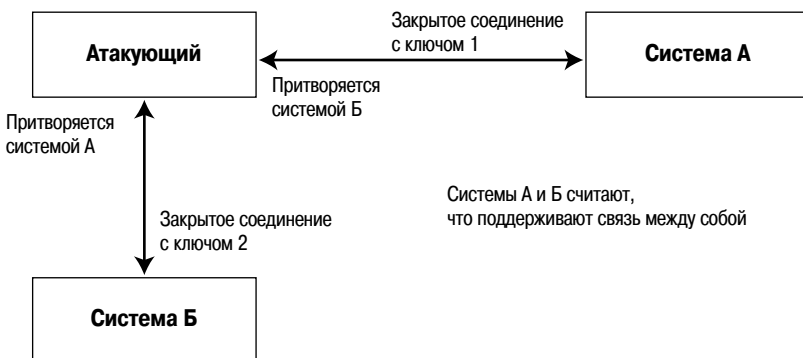 Закрытое соединение
с ключом 1
Атакующий
Система А
Притворяется
системой Б
Притворяется
системой А
Системы А и Б считают,
что поддерживают связь между собой
Закрытое соединение
с ключом 2
Система Б